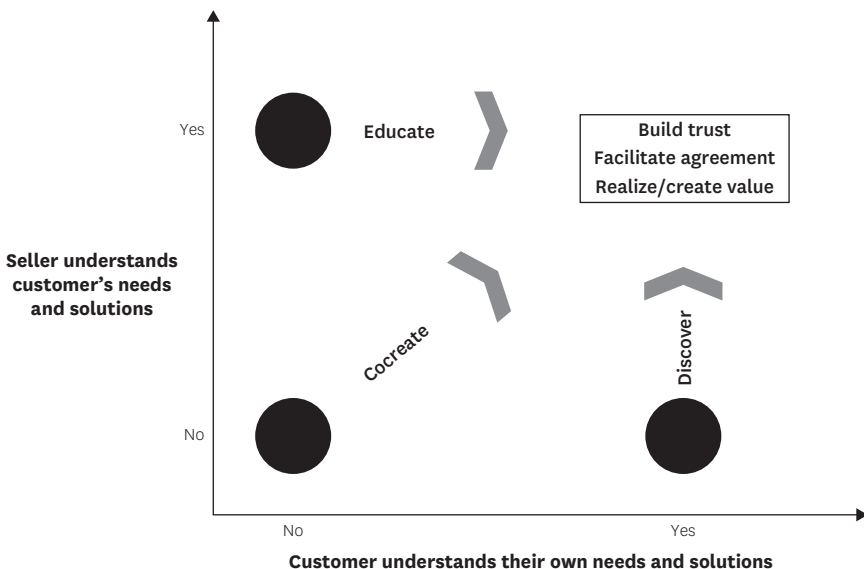 Yes
Educate
Build trust
Facilitate agreement
Realize/create value
Seller understands
customer's needs
and solutions
Cocreate
Discover
No
No
Yes
Customer understands their own needs and solutions